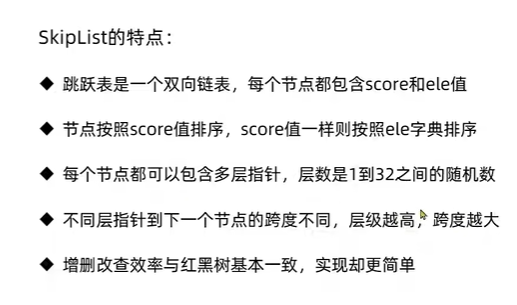 SkipList的特点：
◆ 跳跃表是一个双向链表，每个节点都包含score和ele值
◆ 节点按照score值排序，score值一样则按照ele字典排序
◆ 每个节点都可以包含多层指针，层数是1到32之间的随机数
◆ 不同层指针到下一个节点的跨度不同，层级越高，跨度越大
◆ 增删改查效率与红黑树基本一致，实现却更简单